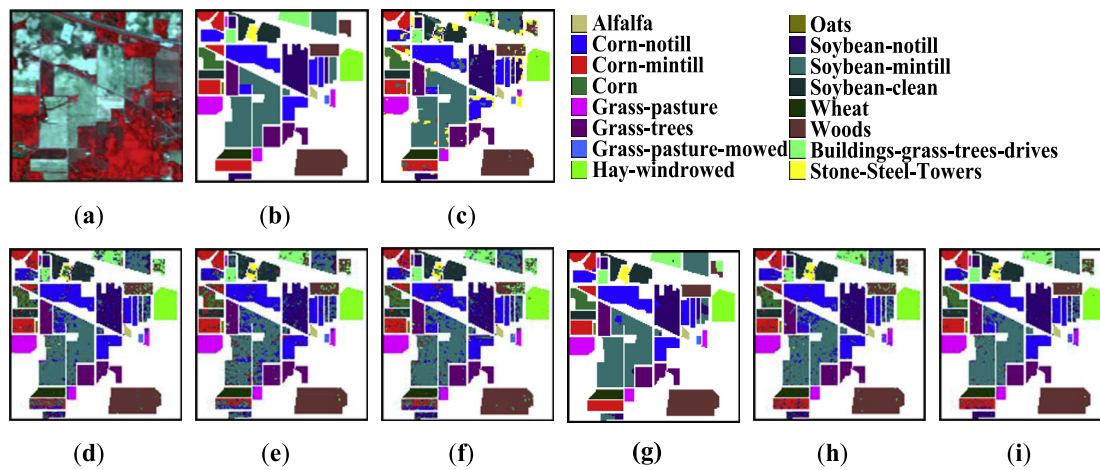 Alfalfa
Corn-notill
Corn-mintill
Corn
Grass-pasture
Grass-trees
Grass-pasture-mowed
Hay-windrowed
Oats
Soybean-notill
Soybean-mintill
Soybean-clean
Wheat
Woods
Buildings-grass-trees-drives
Stone-Steel-Towers
(a)
(b)
(c)
(d)
(e)
(f)
(g)
(h)
(i)